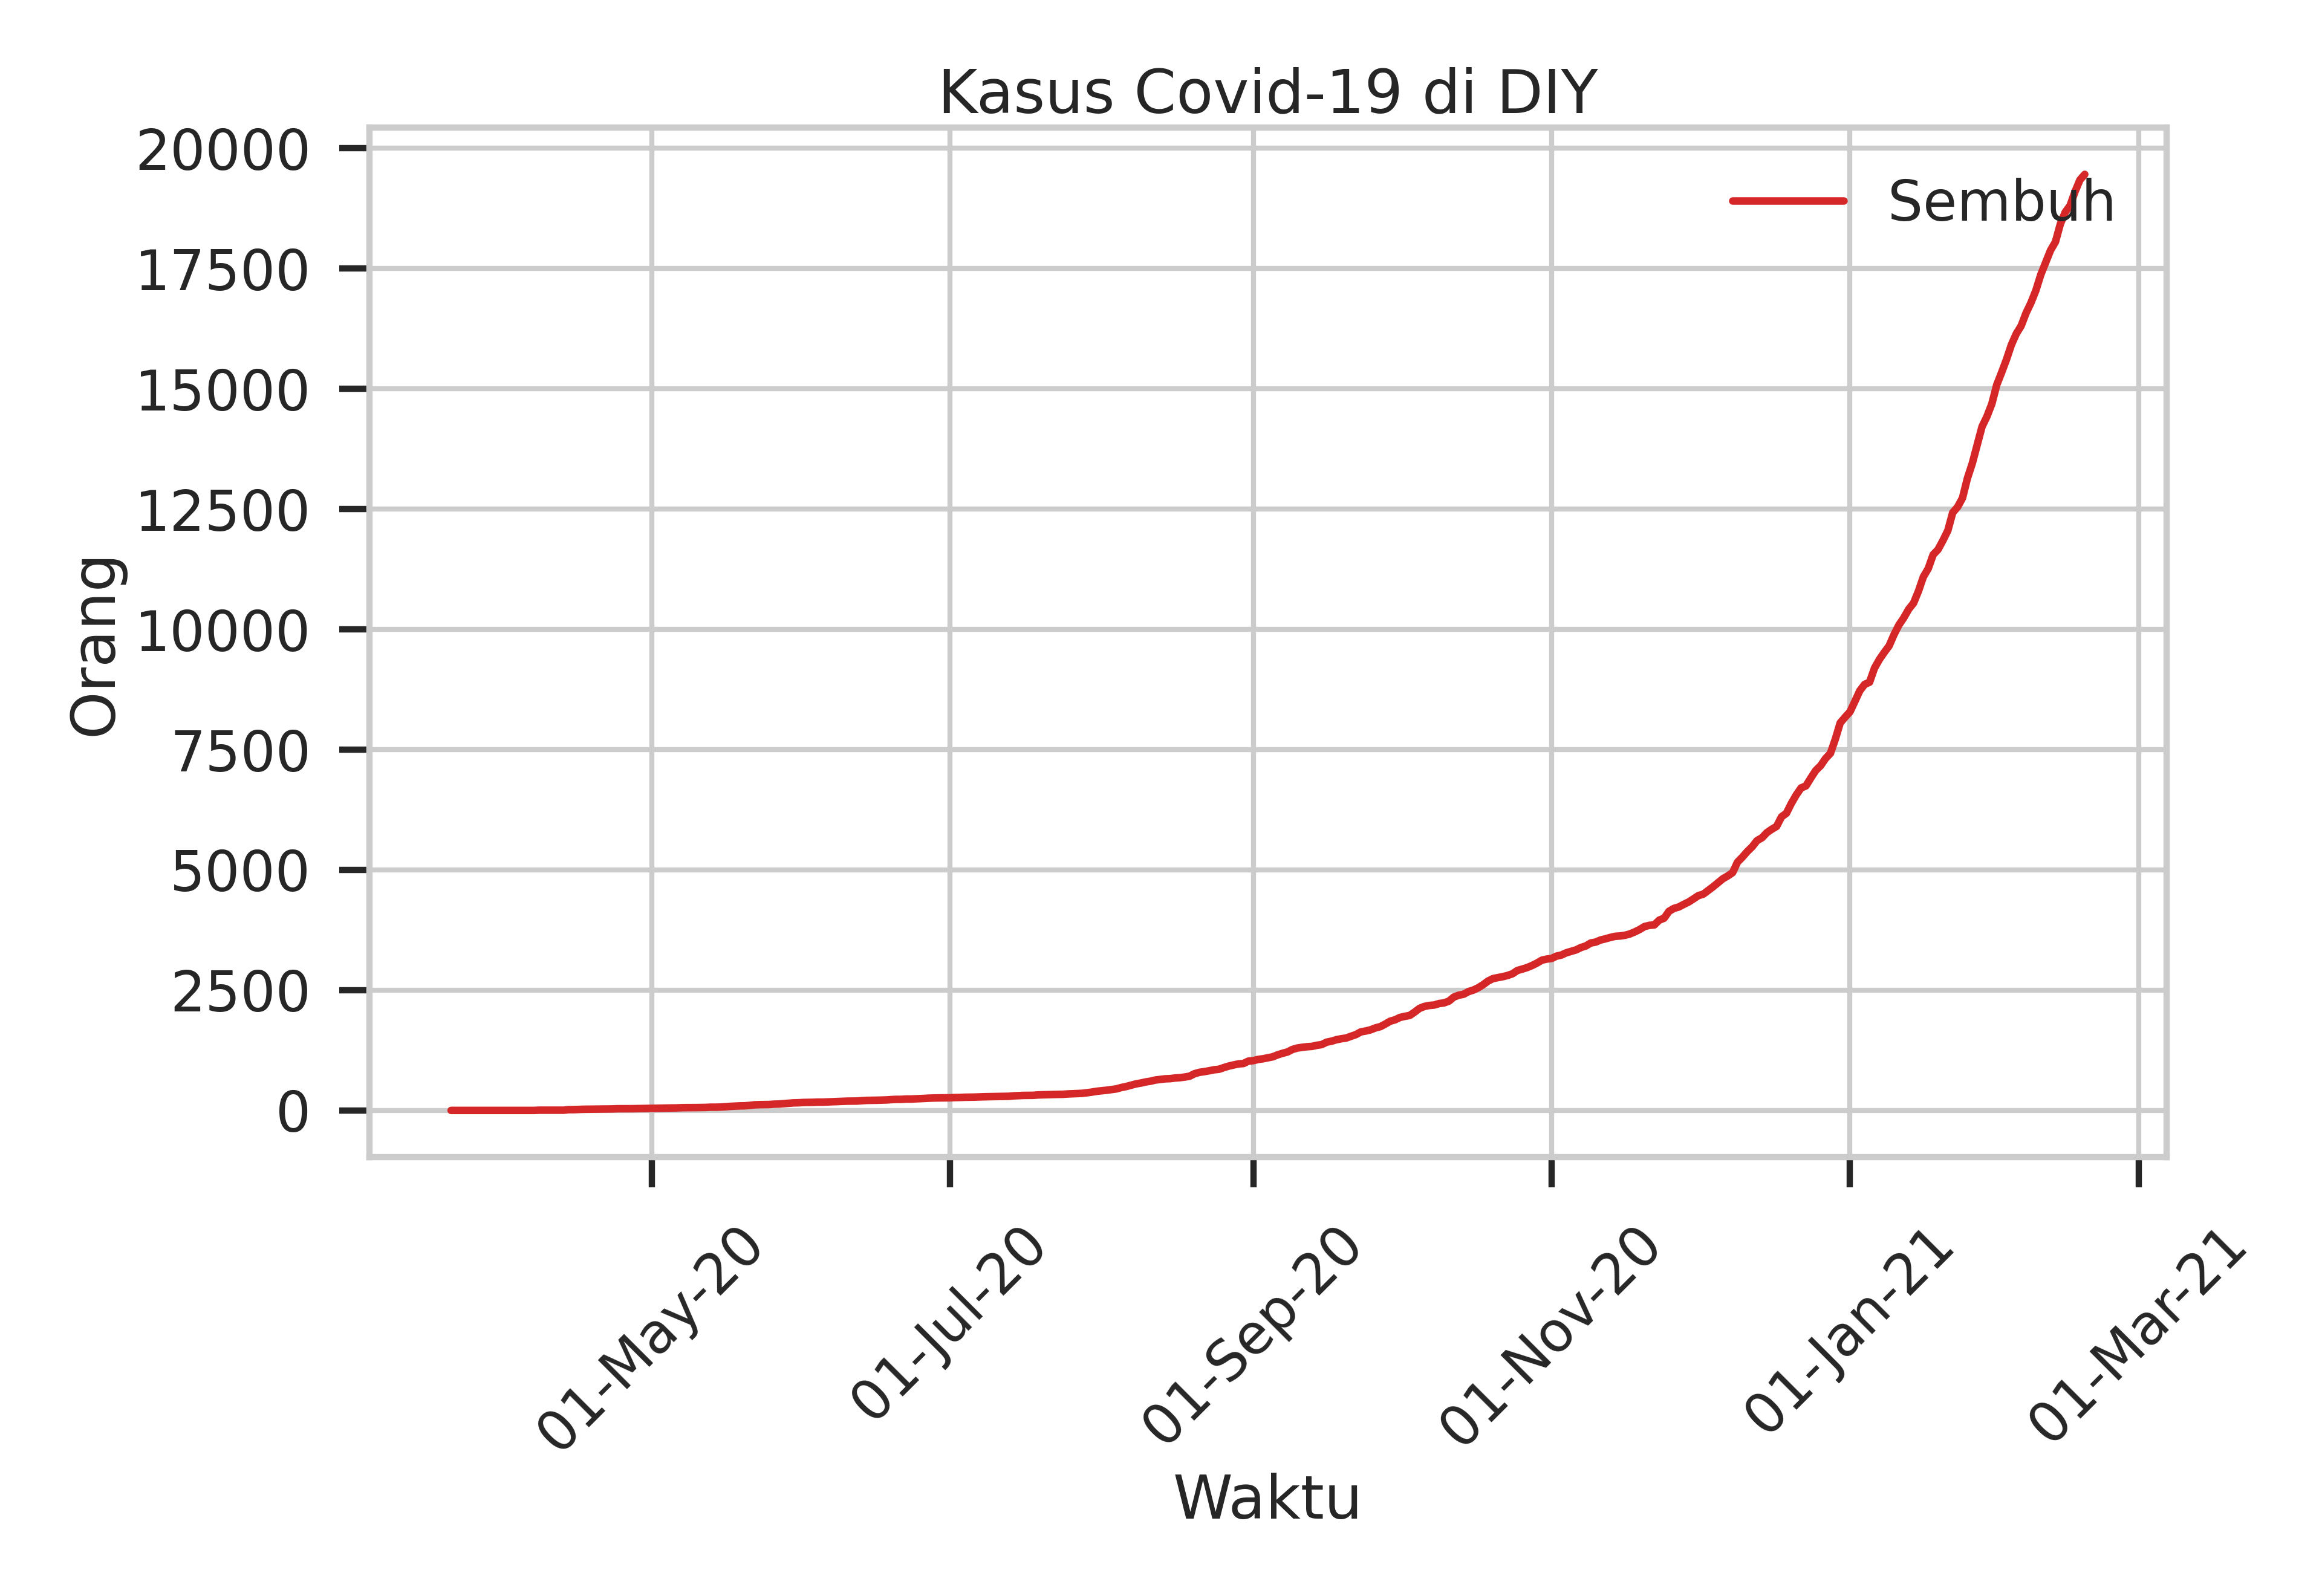 Kasus Covid-19 di DIY
20000
17500
15000
12500
10000
7500
5000
2500
0
Orang
Sembuh
01-May-20
01-Jul-20
01-Sep-20
01-Nov-20
01-Jan-21
01-Mar-21
Waktu